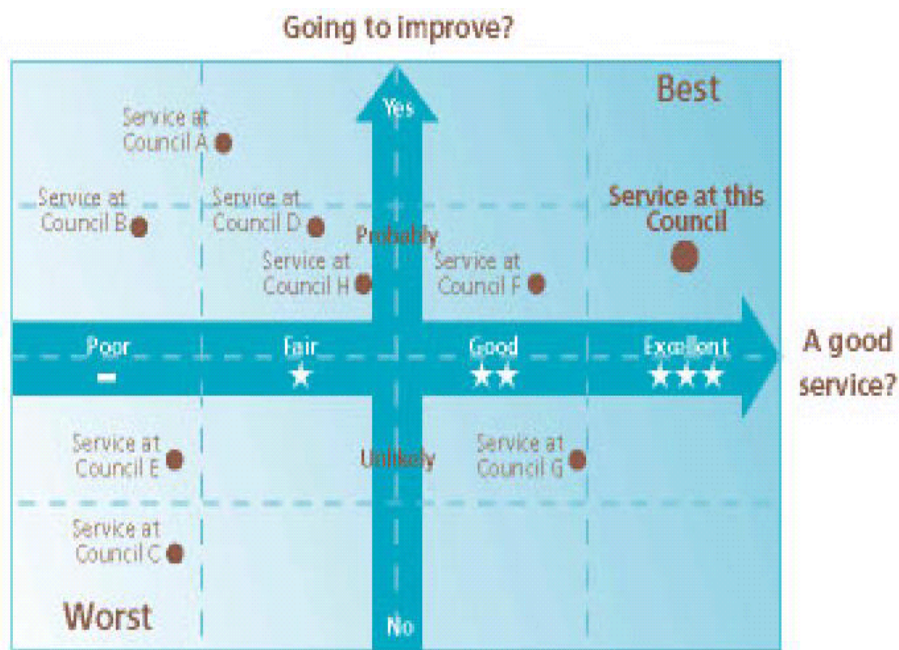 Going to improve?
Best
Yes
Service at
Council A
Service at
Council B
Service at
Council D
Service at this
Council
Probably
Service at
Council H
Service at
Council F
Poor
Fair
Good
Excellent
A good
service?
Service at
Council E
Unlikely
Service at
Council G
Service at
Council C
Worst
No